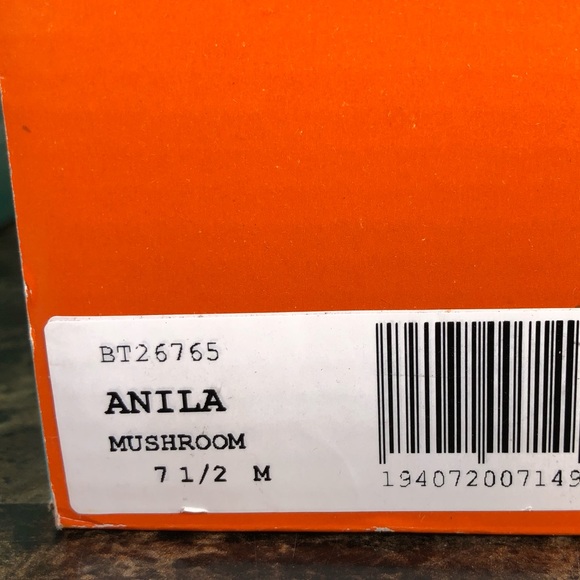 BT26765
ANILA
MUSHROOM
7 1/2 M
194072007149